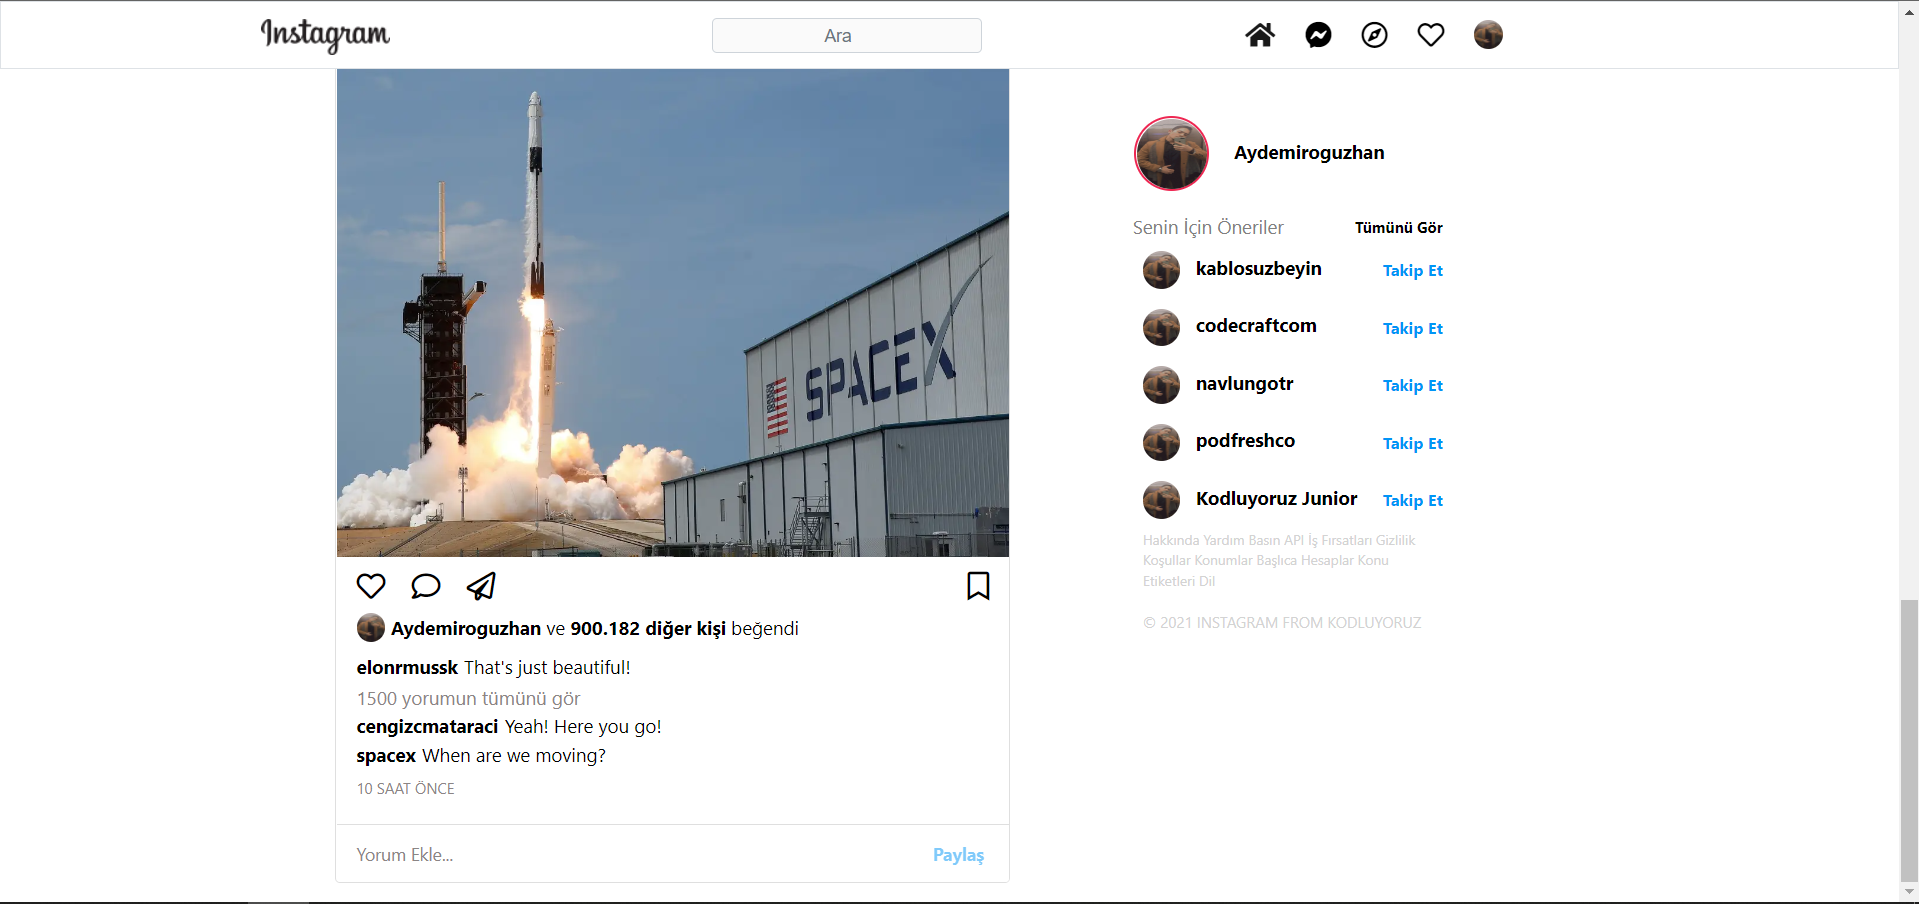 Instagram
Ara
SPACEX
Aydemiroguzhan ve 900.182 diğer kişi beğendi
elonrmussk That's just beautiful!
1500 yorumun tümünü gör
cengizcmataraci Yeah! Here you go!
spacex When are we moving?
10 SAAT ÖNCE
Yorum Ekle... Paylaş
Aydemiroguzhan
Senin İçin Öneriler Tümünü Gör
kablosuzbeyin Takip Et
codecraftcom Takip Et
navlungotr Takip Et
podfreshco Takip Et
Kodluyoruz Junior Takip Et
Hakkında Yardım Basın API İş Fırsatları Gizlilik
Koşullar Konumlar Başlıca Hesaplar Konu
Etiketleri Dil
© 2021 INSTAGRAM FROM KODLUYORUZ